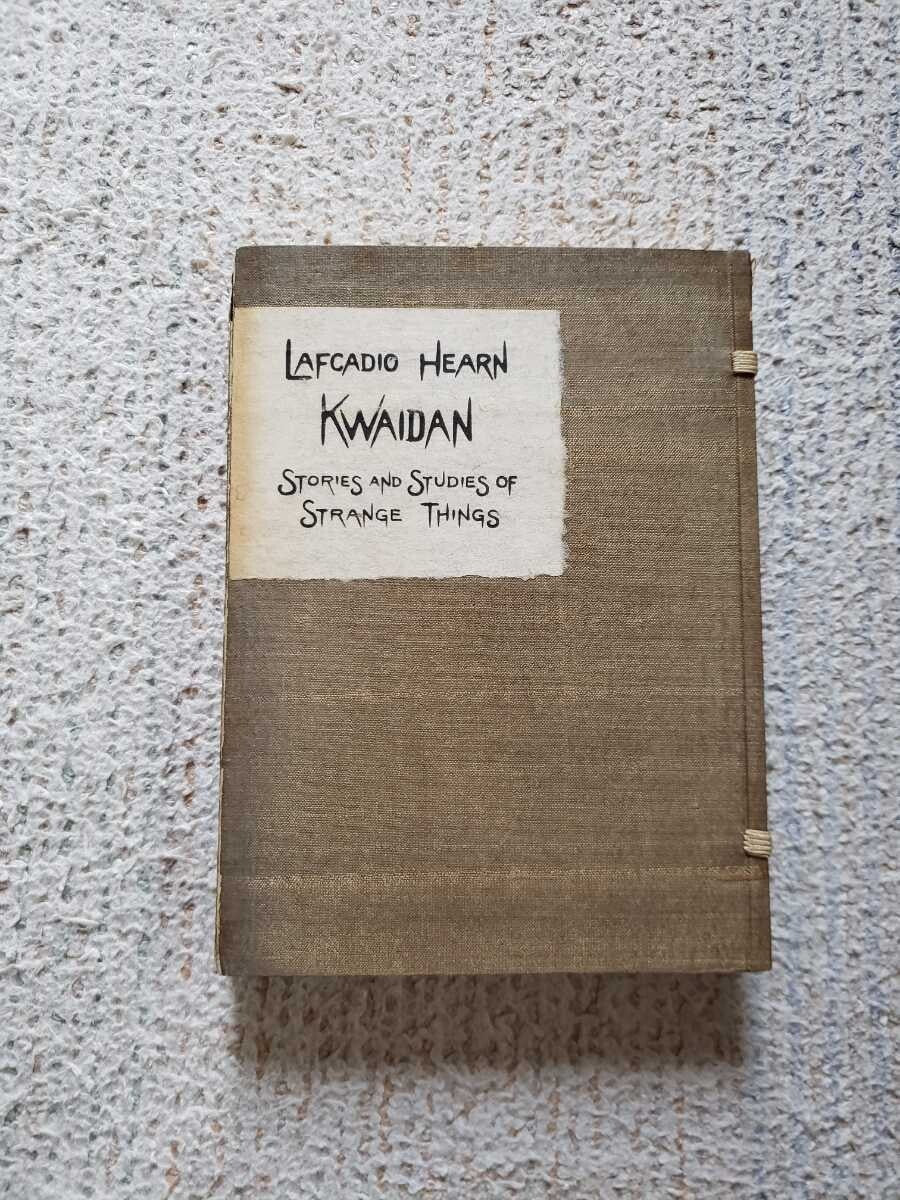 LAFCADIO HEARN
KWAIDAN
STORIES AND STUDIES OF
STRANGE THINGS